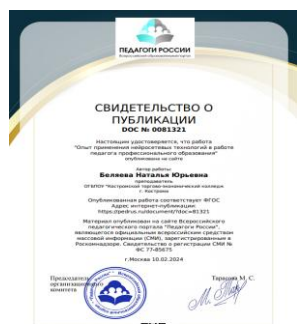 ПЕДАГОГИ РОССИИ
СВИДЕТЕЛЬСТВО О
ПУБЛИКАЦИИ
DOC № 0081321
Настоящим удостоверяется, что работа
"Опыт применения нейросетевых технологий в работе
педагога профессионального образования"
опубликована на сайте
Автор работы:
Беляева Наталья Юрьевна
преподаватель
ОГБПОУ "Костромской торгово-экономический колледж
г. Кострома
Опубликованная работа соответствует ФГОС
Адрес интернет-публикации:
https://pedrus.ru/document/?doc=81321
Материал опубликован на сайте Всероссийского
педагогического портала "Педагоги России",
являющегося официальным всероссийским средством
массовой информации (СМИ), зарегистрированным в
Роскомнадзоре. Свидетельство о регистрации СМИ №
ФС 77-85675
г.Москва 10.02.2024
Председатель
организационного
комитета
Тарасова М. С.